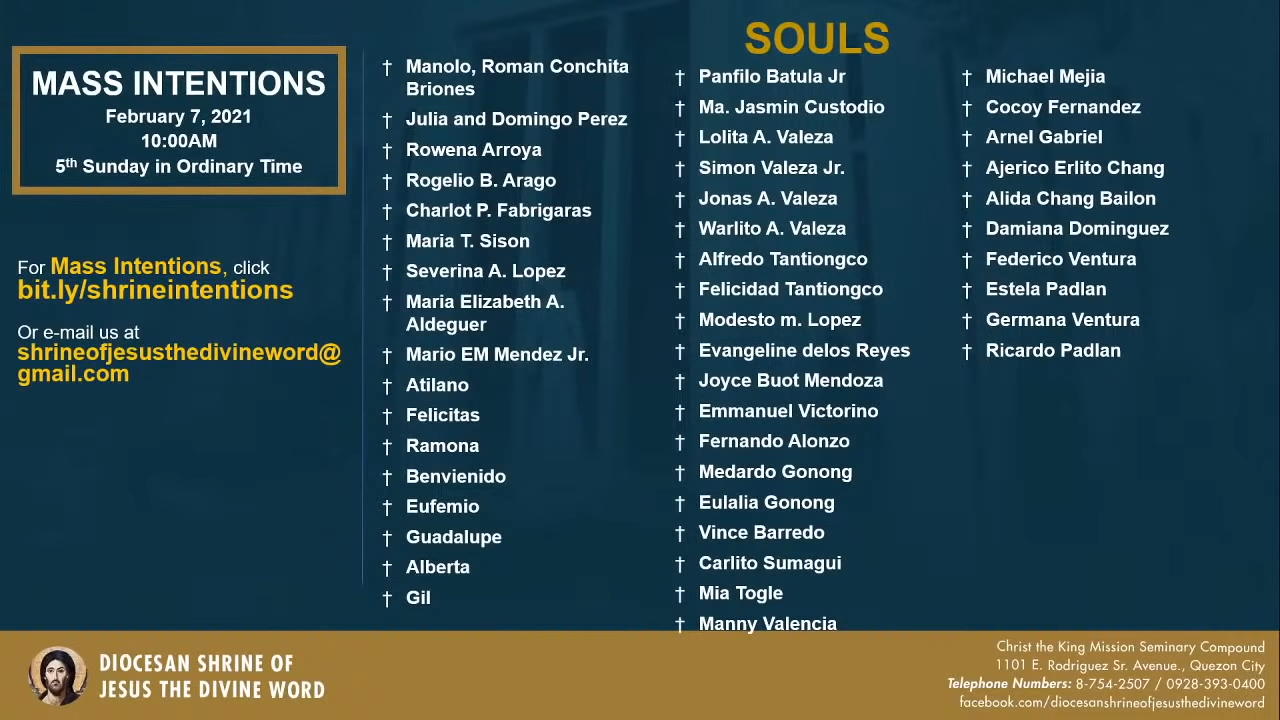 MASS INTENTIONS
February 7, 2021
10:00AM
5th Sunday in Ordinary Time
For Mass Intentions, click
bit.ly/shrineintentions
Or e-mail us at
shrineofjesusthedivineword@
gmail.com
SOULS
† Manolo, Roman Conchita
Briones
† Julia and Domingo Perez
† Rowena Arroya
† Rogelio B. Arago
† Charlot P. Fabrigaras
† Maria T. Sison
† Severina A. Lopez
† Maria Elizabeth A.
Aldeguer
† Mario EM Mendez Jr.
† Atilano
† Felicitas
† Ramona
† Benvienido
† Eufemio
† Guadalupe
† Alberta
† Gil
† Panfilo Batula Jr
† Ma. Jasmin Custodio
† Lolita A. Valeza
† Simon Valeza Jr.
† Jonas A. Valeza
† Warlito A. Valeza
† Alfredo Tantiongco
† Felicidad Tantiongco
† Modesto m. Lopez
† Evangeline delos Reyes
† Joyce Buot Mendoza
† Emmanuel Victorino
† Fernando Alonzo
† Medardo Gonong
† Eulalia Gonong
† Vince Barredo
† Carlito Sumagui
† Mia Togle
† Manny Valencia
† Michael Mejia
† Cocoy Fernandez
† Arnel Gabriel
† Ajerico Erlito Chang
† Alida Chang Bailon
† Damiana Dominguez
† Federico Ventura
† Estela Padlan
† Germana Ventura
† Ricardo Padlan
DIOCESAN SHRINE OF
JESUS THE DIVINE WORD
Christ the King Mission Seminary Compound
1101 E. Rodriguez Sr. Avenue., Quezon City
Telephone Numbers: 8-754-2507 / 0928-393-0400
facebook.com/diocesanshrineofjesusthedivineword